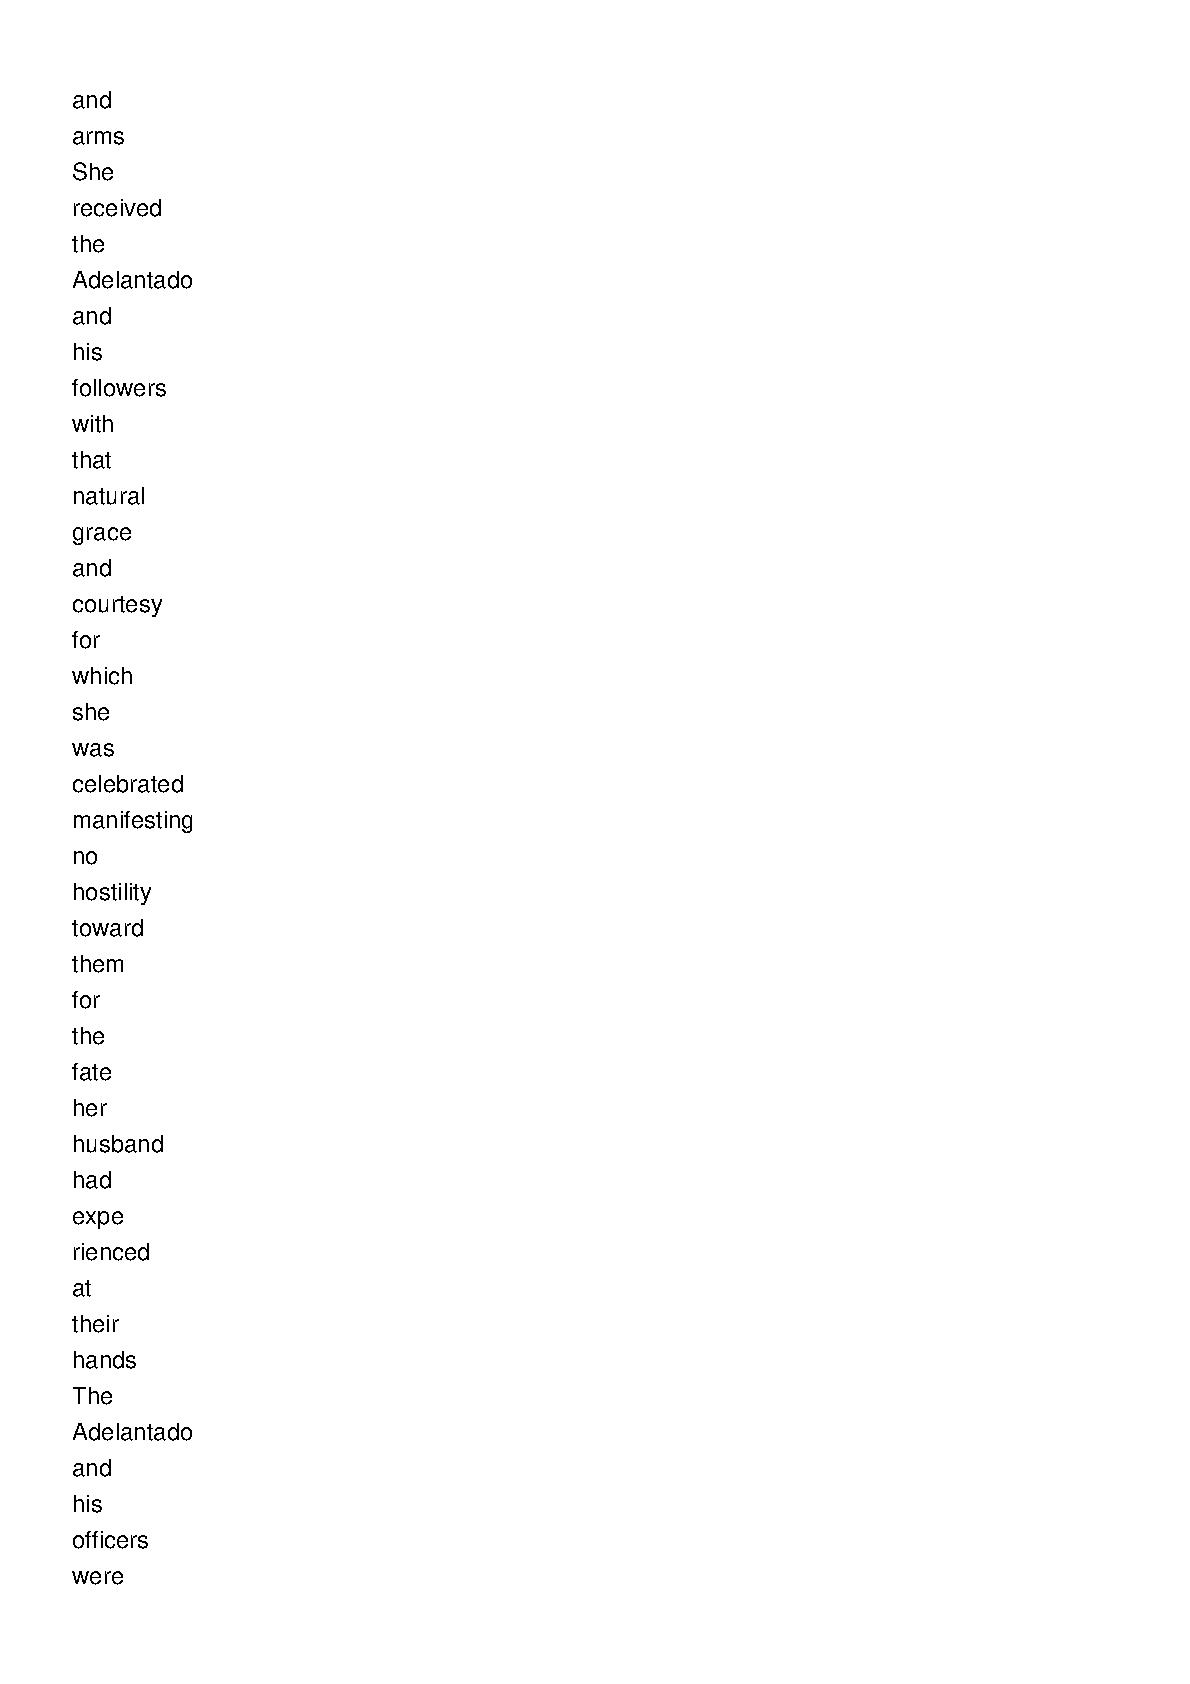 and
arms
She
received
the
Adelantado
and
his
followers
with
that
natural
grace
and
courtesy
for
which
she
was
celebrated
manifesting
no
hostility
toward
them
for
the
fate
her
husband
had
expe
rienced
at
their
hands
The
Adelantado
and
his
officers
were